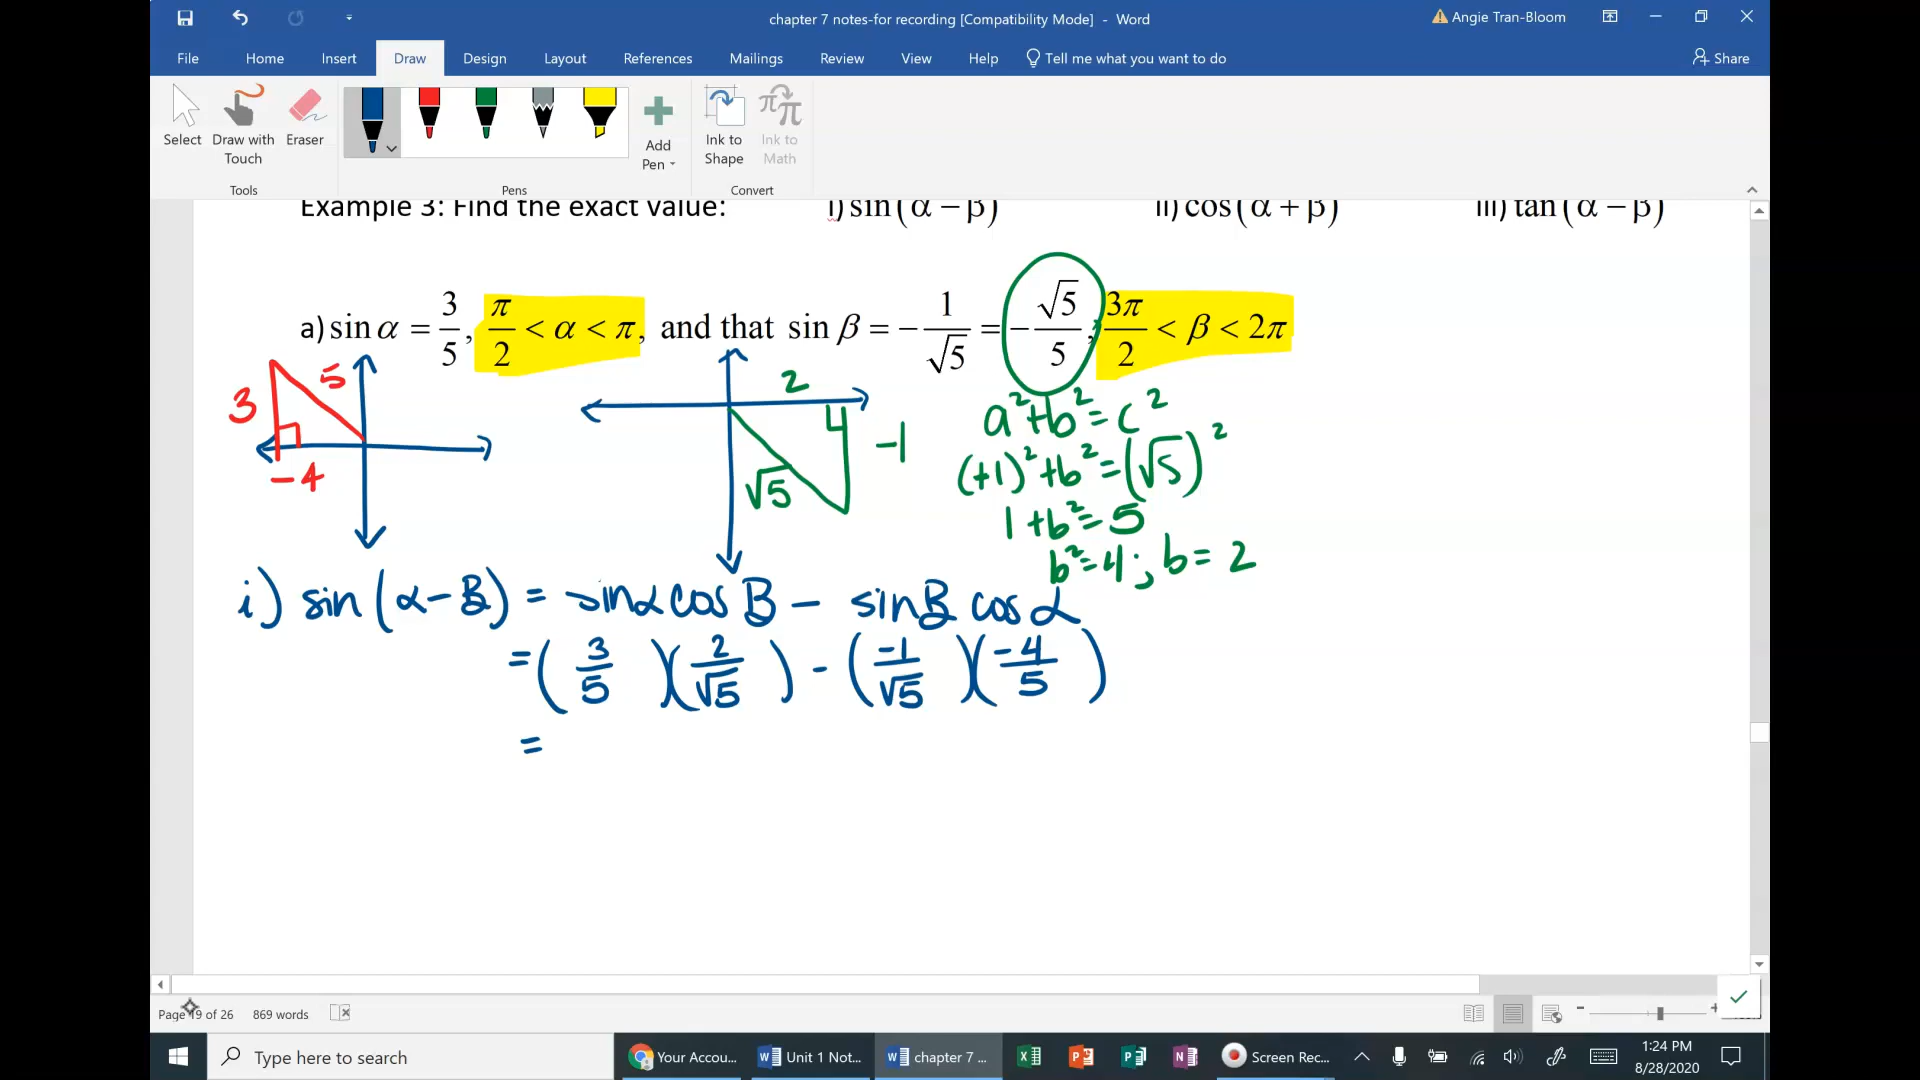 chapter 7 notes-for recording [Compatibility Mode] - Word
Angie Tran-Bloom
File Home Insert Draw Design Layout References Mailings Review View Help Tell me what you want to do Share
Select Draw with Touch Eraser Add Pen Ink to Shape Ink to Math
Tools Pens Convert
Example 3: Find the exact value: i) sin(α − β) ii) cos(α + β) iii) tan(α − β)
a) sin α = 3/5, π/2 < α < π, and that sin β = −1/√5 = −√5/5, 3π/2 < β < 2π
3 5 −4
2 −1 √5
a² + b² = c²
(+1)² + b² = (√5)²
1 + b² = 5
b² = 4; b = 2
i) sin(α − B) = sinα cos B − sin B cos α
= (3/5)(2/√5) − (−1/√5)(−4/5)
=
Page 19 of 26 869 words
Type here to search Your Accou... Unit 1 Not... chapter 7 ... Screen Rec... 1:24 PM
8/28/2020